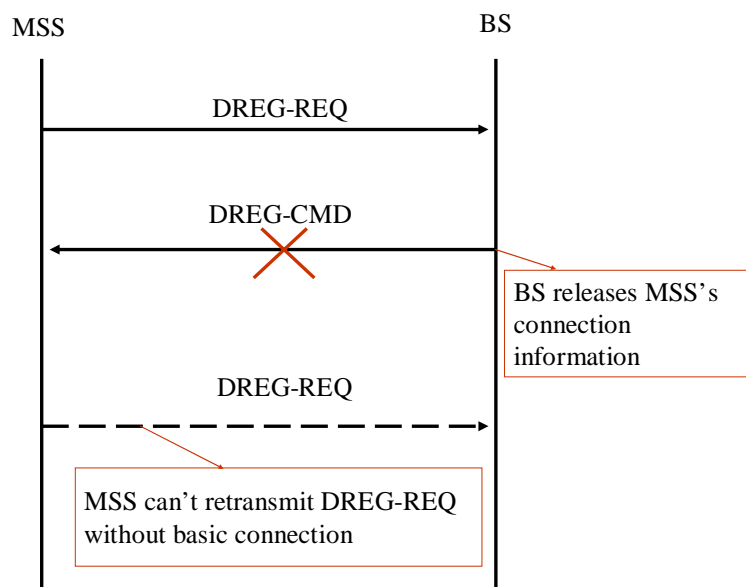 MSS
BS
DREG-REQ
DREG-CMD
BS releases MSS’s
connection
information
DREG-REQ
MSS can’t retransmit DREG-REQ
without basic connection